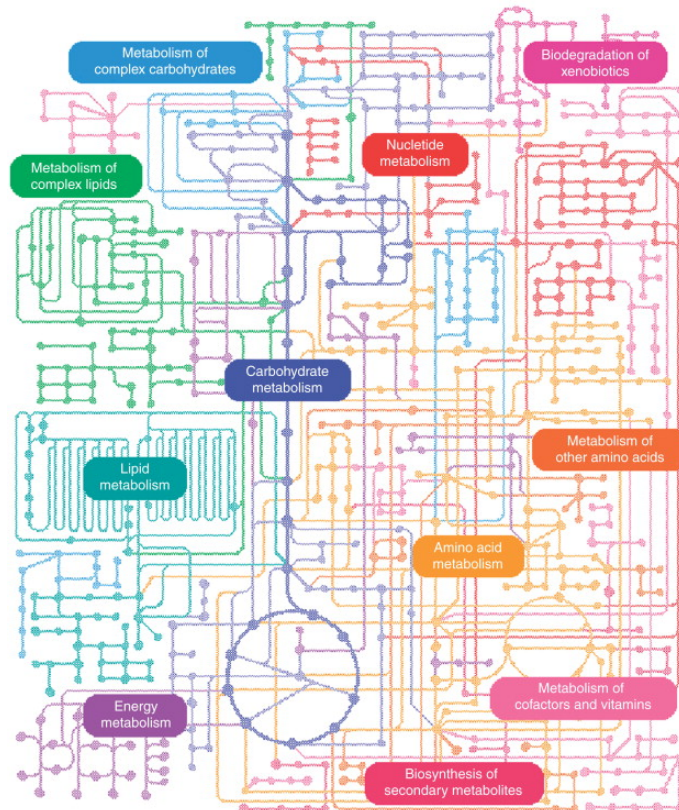 Metabolism of
complex carbohydrates
Biodegradation of
xenobiotics
Nucletide
metabolism
Metabolism of
complex lipids
Carbohydrate
metabolism
Metabolism of
other amino acids
Lipid
metabolism
Amino acid
metabolism
Metabolism of
cofactors and vitamins
Energy
metabolism
Biosynthesis of
secondary metabolites